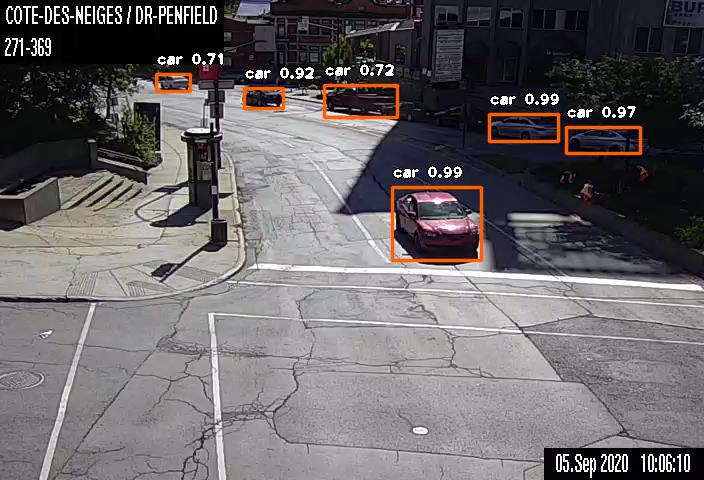 COTE-DES-NEIGES / DR-PENFIELD
271-369
car 0.71
car 0.92
car 0.72
car 0.99
car 0.97
car 0.99
05.Sep 2020 10:06:10